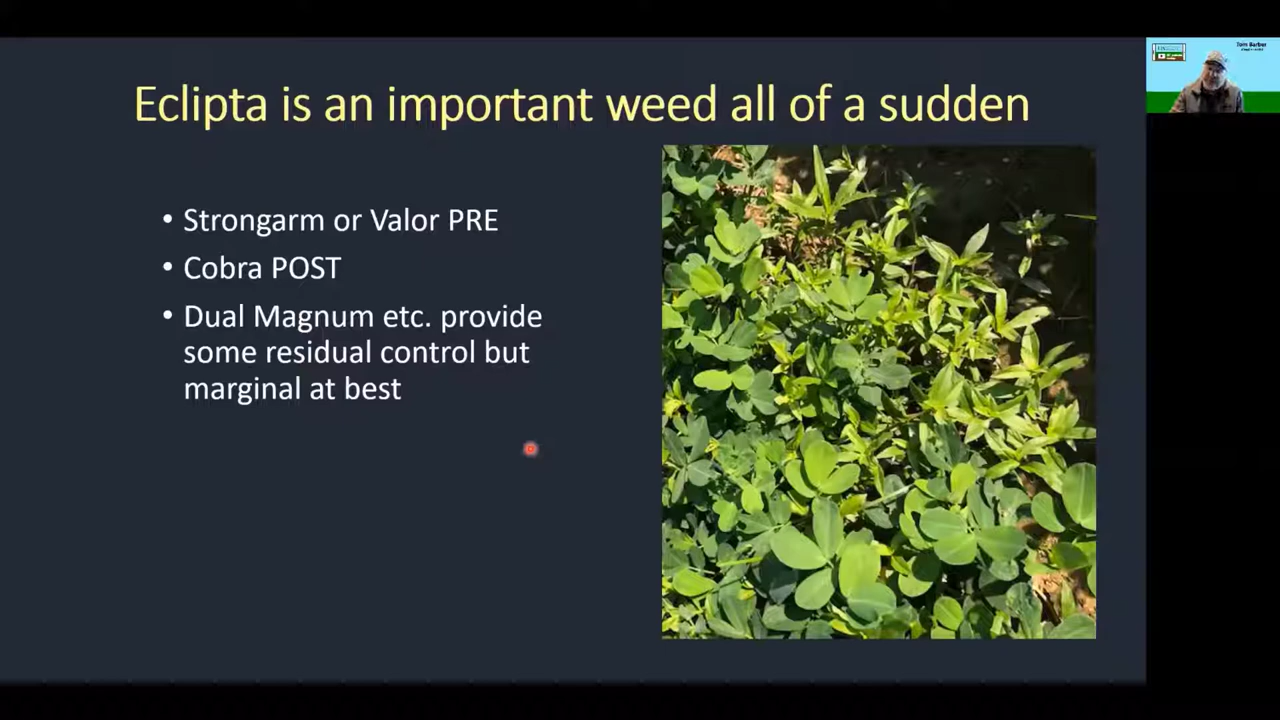 Eclipta is an important weed all of a sudden
• Strongarm or Valor PRE
• Cobra POST
• Dual Magnum etc. provide
some residual control but
marginal at best
Tom Barber